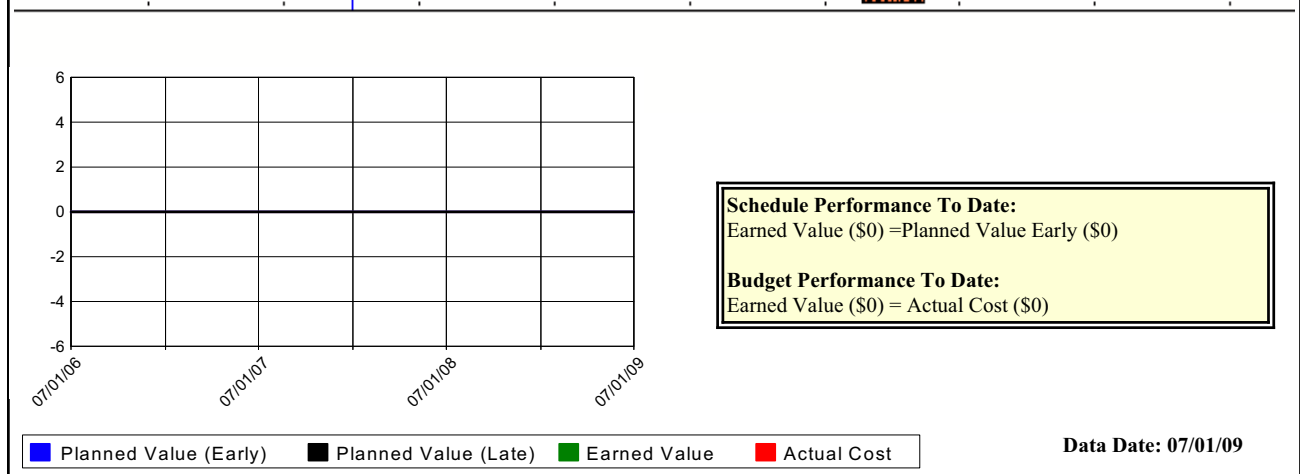 6
4
2
0
-2
-4
-6
07/01/06
07/01/07
07/01/08
07/01/09
Schedule Performance To Date:
Earned Value ($0) =Planned Value Early ($0)
Budget Performance To Date:
Earned Value ($0) = Actual Cost ($0)
Planned Value (Early)
Planned Value (Late)
Earned Value
Actual Cost
Data Date: 07/01/09